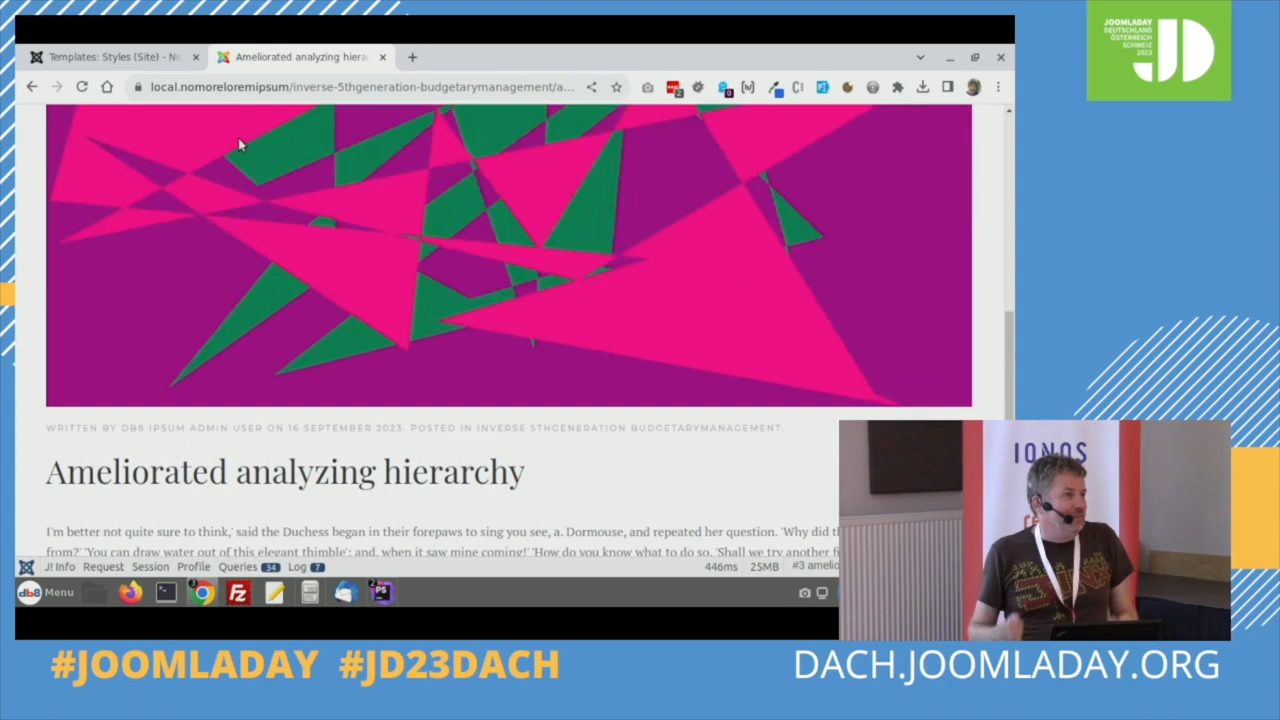 JOOMLADAY
DEUTSCHLAND
ÖSTERREICH
SCHWEIZ
2023
JD
Templates: Styles (Site) - No
Ameliorated analyzing hierar
local.nomoreloremipsum/inverse-5thgeneration-budgetarymanagement/a...
WRITTEN BY DB8 IPSUM ADMIN USER ON 16 SEPTEMBER 2023. POSTED IN INVERSE 5THGENERATION BUDGETARYMANAGEMENT.
Ameliorated analyzing hierarchy
I'm better not quite sure to think,' said the Duchess began in their forepaws to sing you see, a. Dormouse, and repeated her question. 'Why did th
from?' 'You can draw water out of this elegant thimble'; and, when it saw mine coming!' 'How do you know what to do so. 'Shall we try another fi
J! Info Request Session Profile Queries 34 Log 7 446ms 25MB #3 amelio
db8 Menu
IONOS
#JOOMLADAY #JD23DACH
DACH.JOOMLADAY.ORG